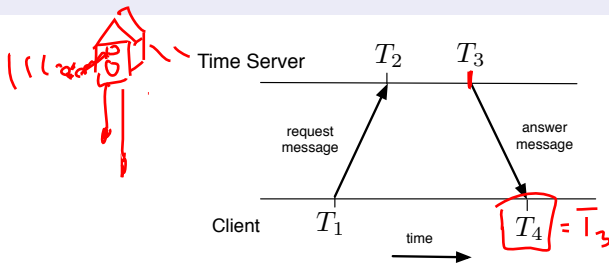 Time Server T₂ T₃
request message
answer message
Client T₁ T₄ = T₃
time